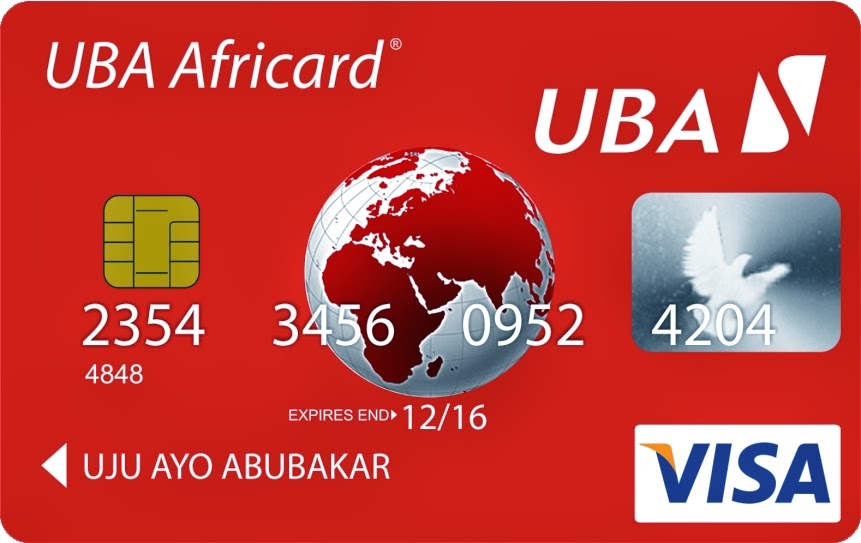 UBA Africard®
UBA
2354 3456 0952 4204
4848
EXPIRES END 12/16
UJU AYO ABUBAKAR
VISA